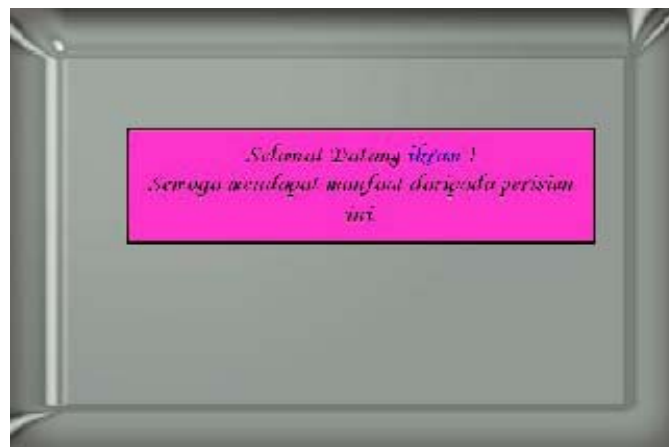 Selamat Datang ikram !
Semoga mendapat manfaat daripada perisian
ini.